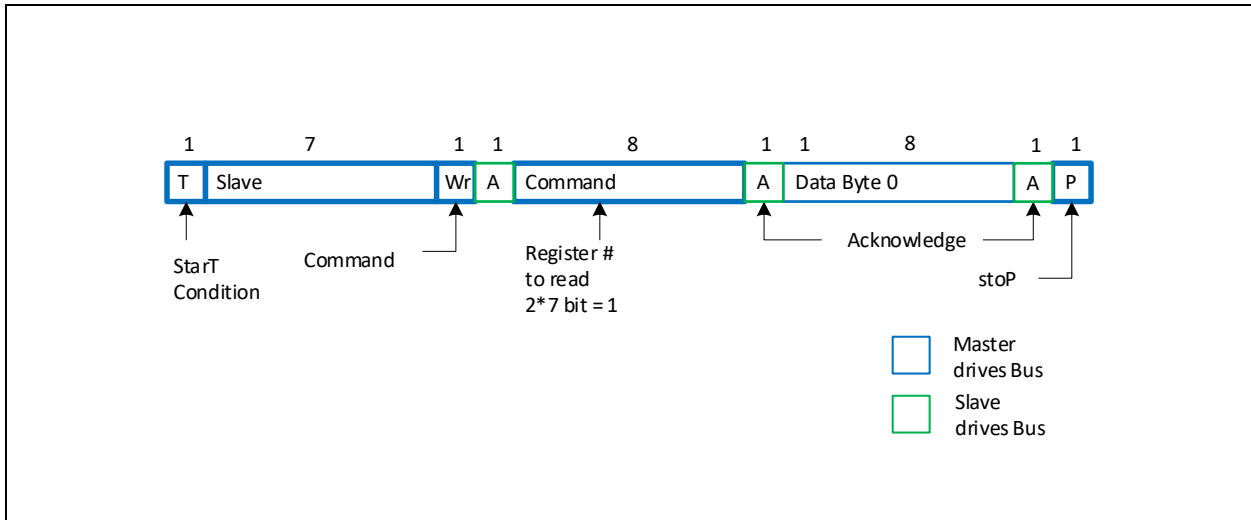 1 7 1 1 8 1 1 8 1 1
T Slave Wr A Command A Data Byte 0 A P
StarT
Condition
Command
Register #
to read
2*7 bit = 1
Acknowledge
stoP
Master
drives Bus
Slave
drives Bus